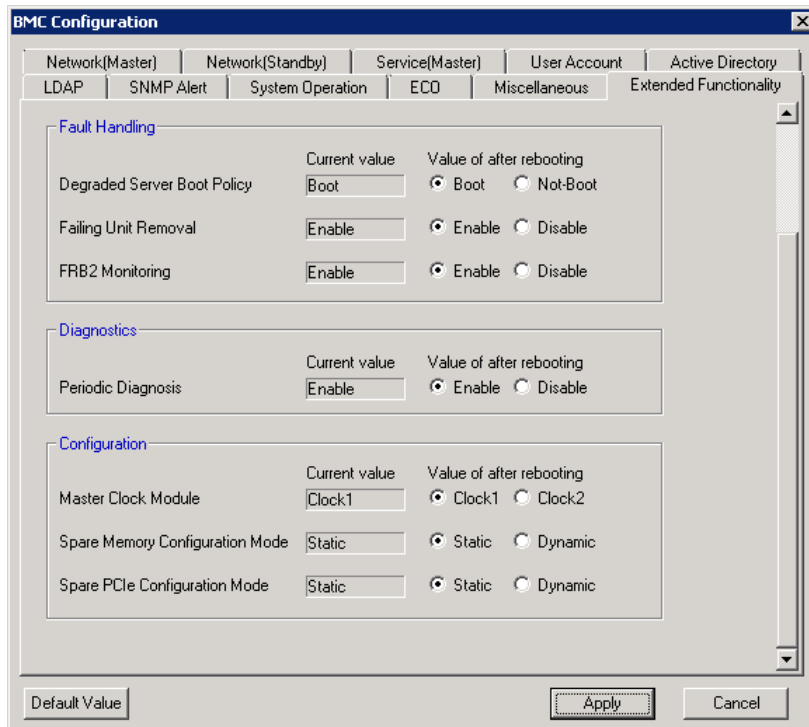 BMC Configuration
Network(Master) Network(Standby) Service(Master) User Account Active Directory
LDAP SNMP Alert System Operation ECO Miscellaneous Extended Functionality
Fault Handling
Current value Value of after rebooting
Degraded Server Boot Policy Boot Boot Not-Boot
Failing Unit Removal Enable Enable Disable
FRB2 Monitoring Enable Enable Disable
Diagnostics
Current value Value of after rebooting
Periodic Diagnosis Enable Enable Disable
Configuration
Current value Value of after rebooting
Master Clock Module Clock1 Clock1 Clock2
Spare Memory Configuration Mode Static Static Dynamic
Spare PCIe Configuration Mode Static Static Dynamic
Default Value Apply Cancel